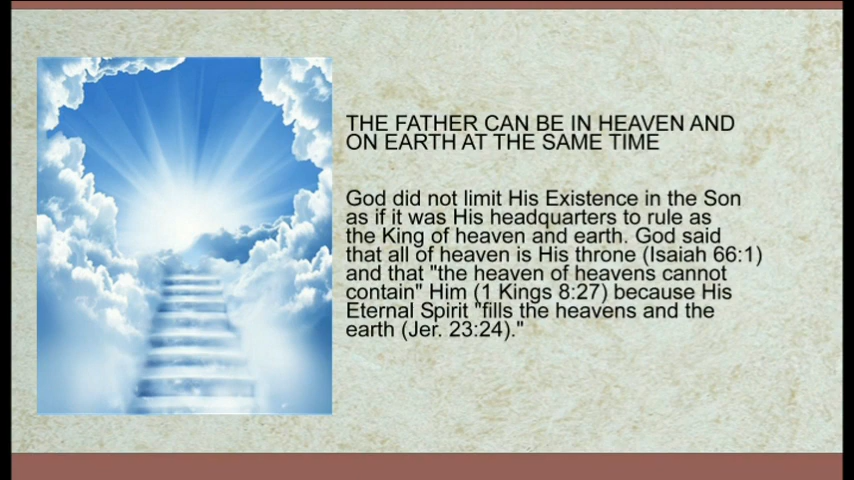 THE FATHER CAN BE IN HEAVEN AND
ON EARTH AT THE SAME TIME
God did not limit His Existence in the Son
as if it was His headquarters to rule as
the King of heaven and earth. God said
that all of heaven is His throne (Isaiah 66:1)
and that "the heaven of heavens cannot
contain" Him (1 Kings 8:27) because His
Eternal Spirit "fills the heavens and the
earth (Jer. 23:24)."